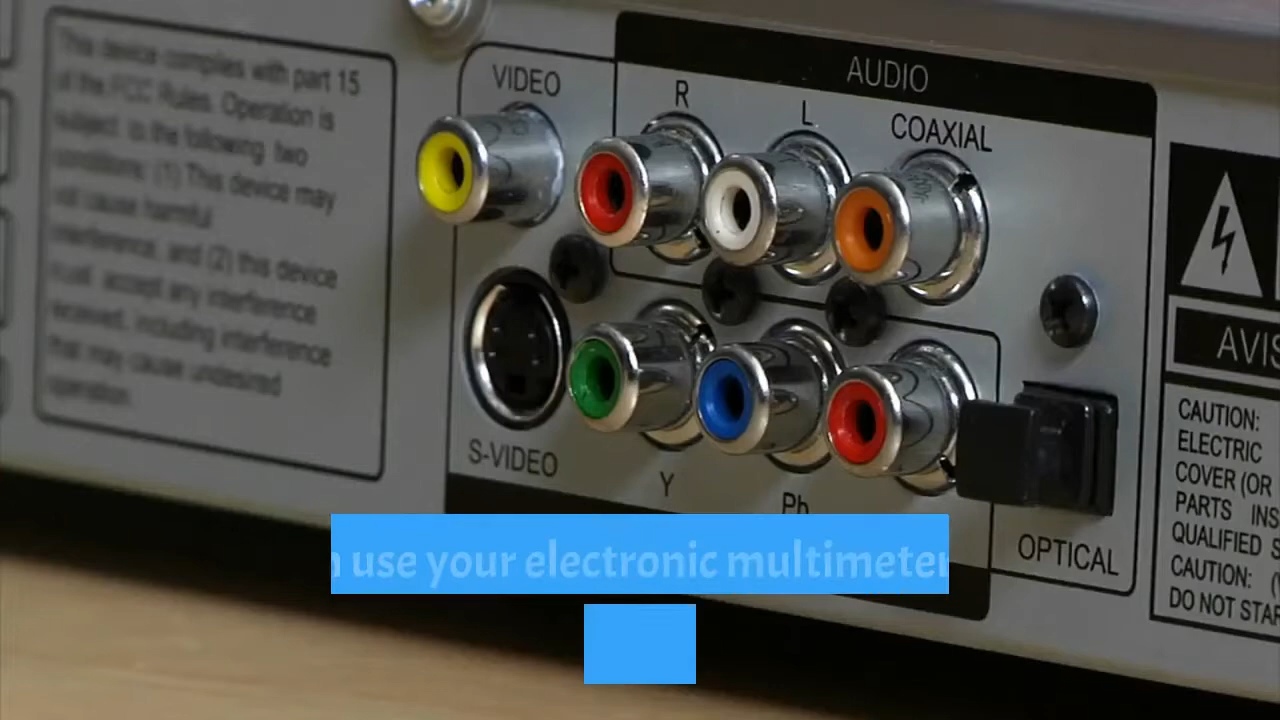 This device complies with part 15
of the FCC Rules. Operation is
subject to the following two
conditions: (1) This device may
not cause harmful
interference, and (2) this device
must accept any interference
received, including interference
that may cause undesired
operation.
VIDEO
AUDIO
R
L
COAXIAL
S-VIDEO
Y
Pb
OPTICAL
AVIS
CAUTION:
ELECTRIC
COVER (OR
PARTS INS
QUALIFIED S
CAUTION: (
DO NOT STAR
use your electronic multimeter